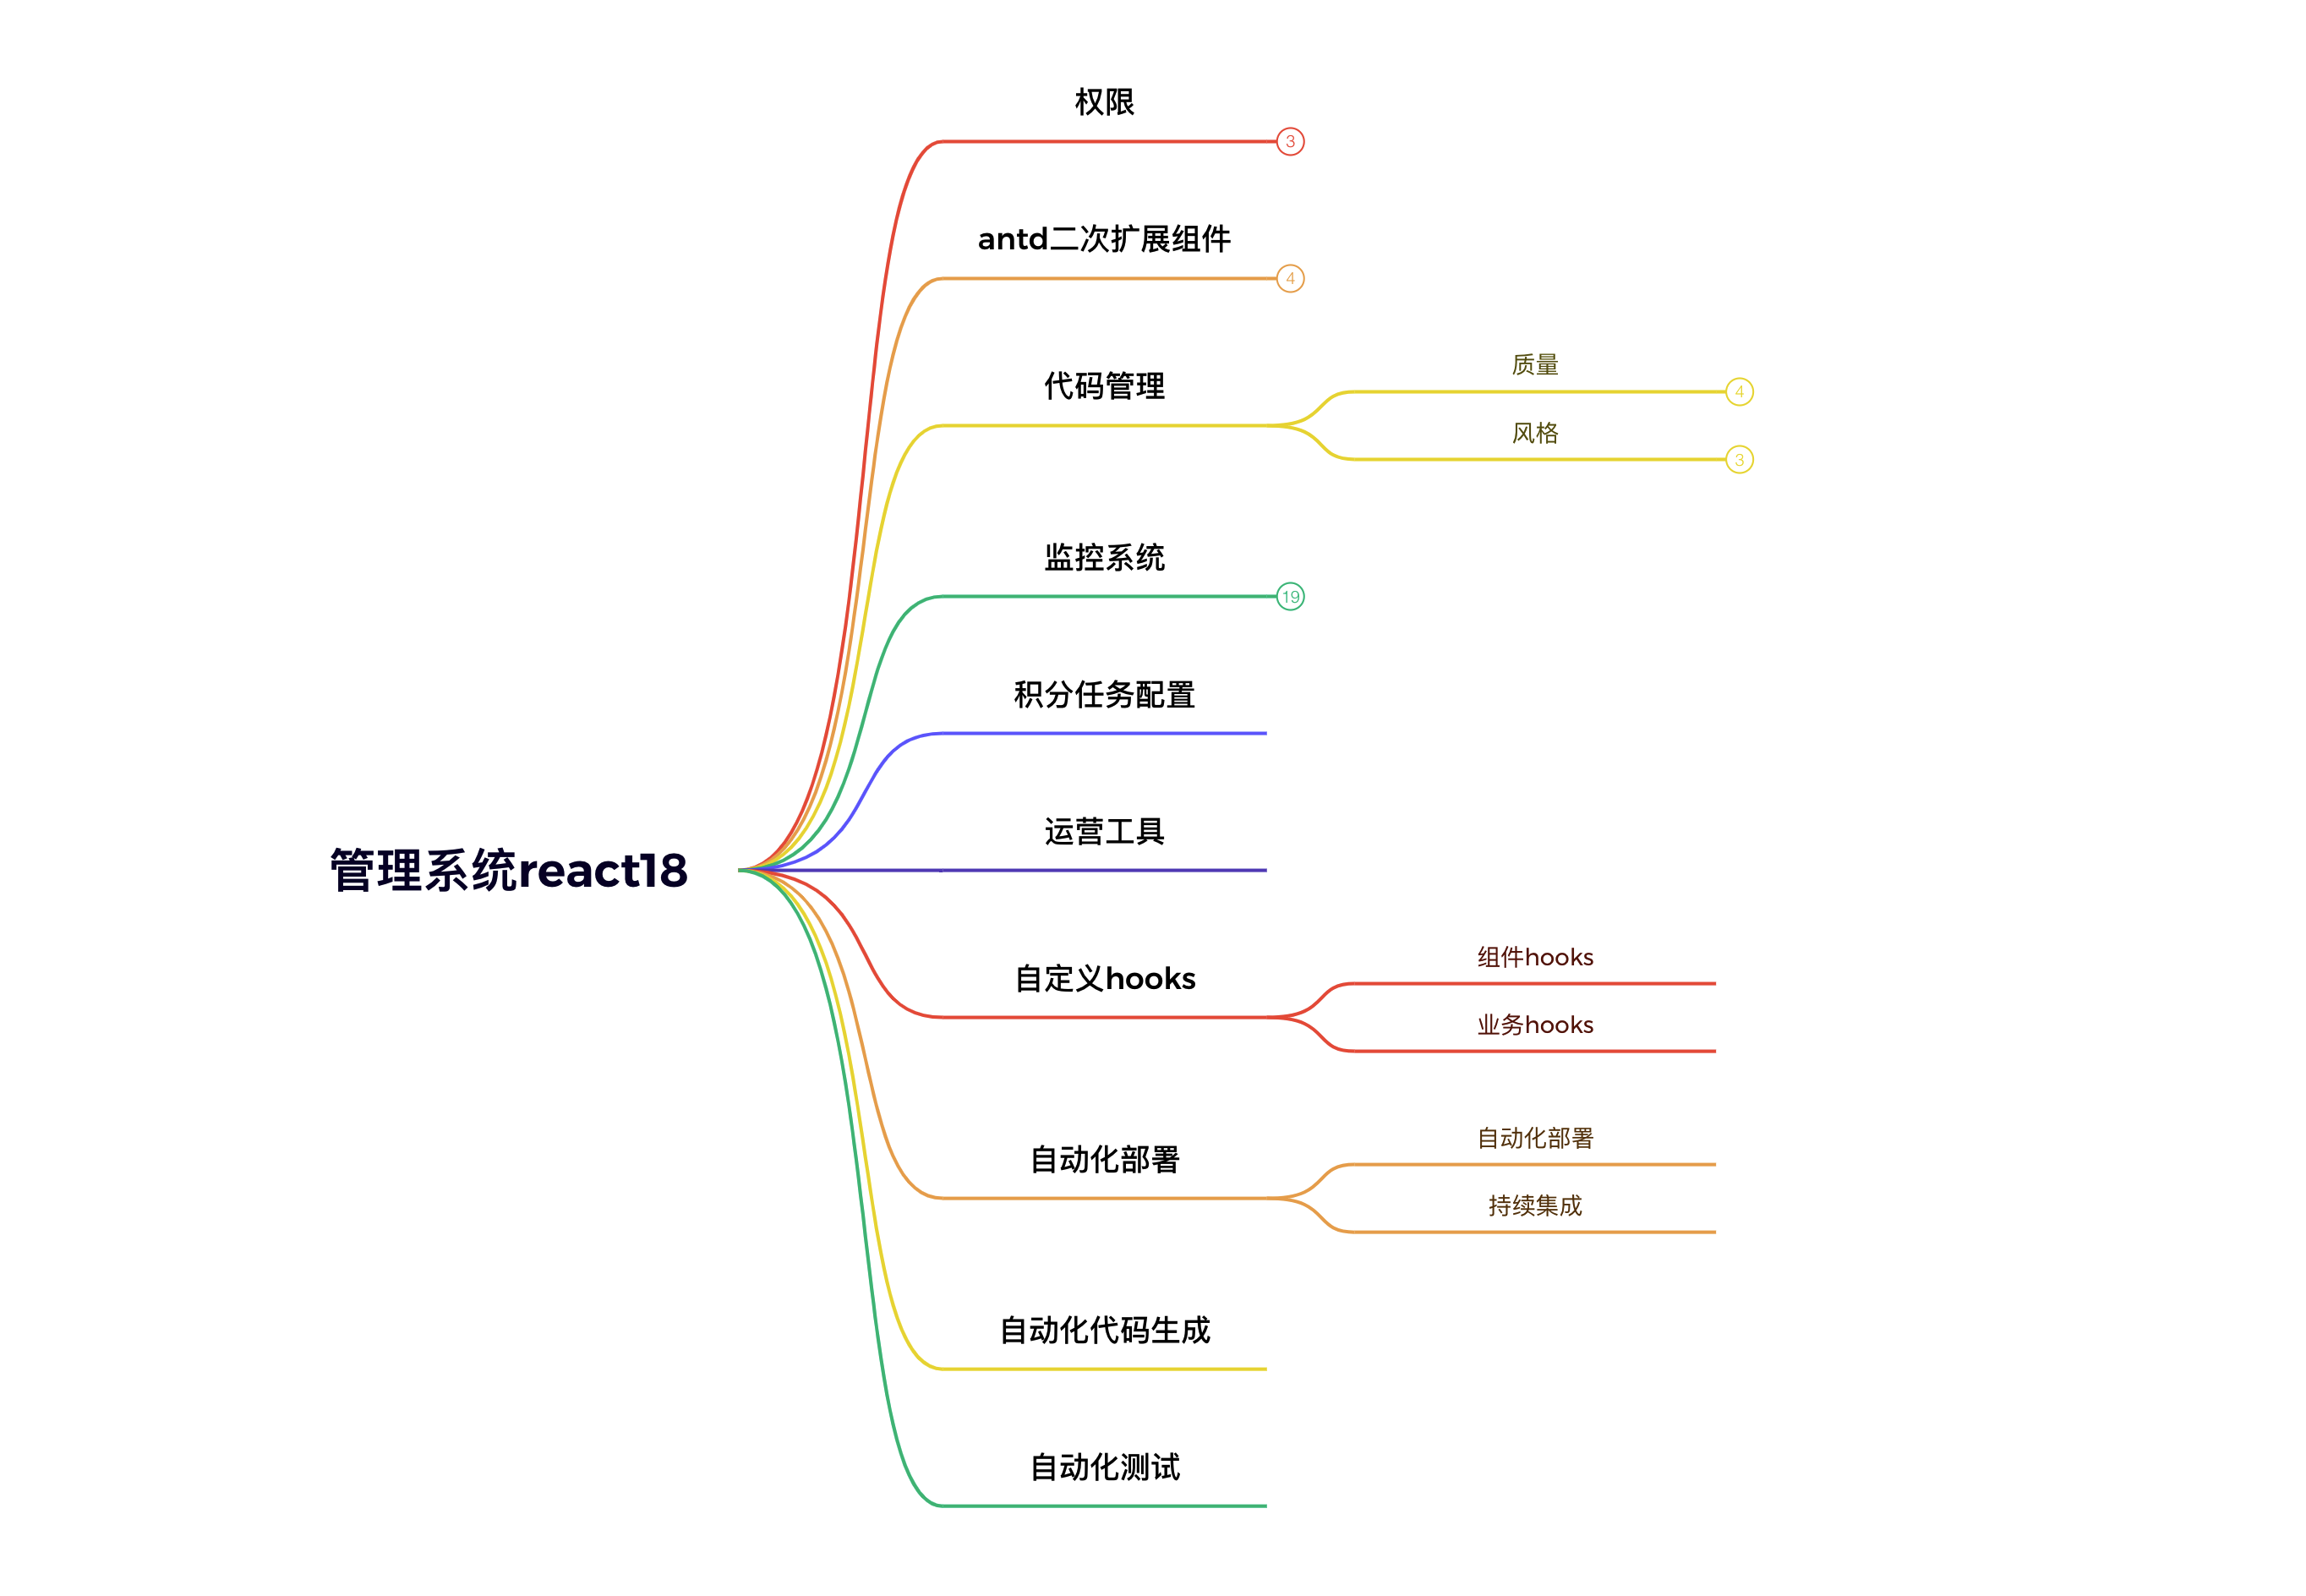 权限
3
antd二次扩展组件
4
代码管理
质量
4
风格
3
监控系统
19
积分任务配置
运营工具
管理系统react18
自定义hooks
组件hooks
业务hooks
自动化部署
自动化部署
持续集成
自动化代码生成
自动化测试